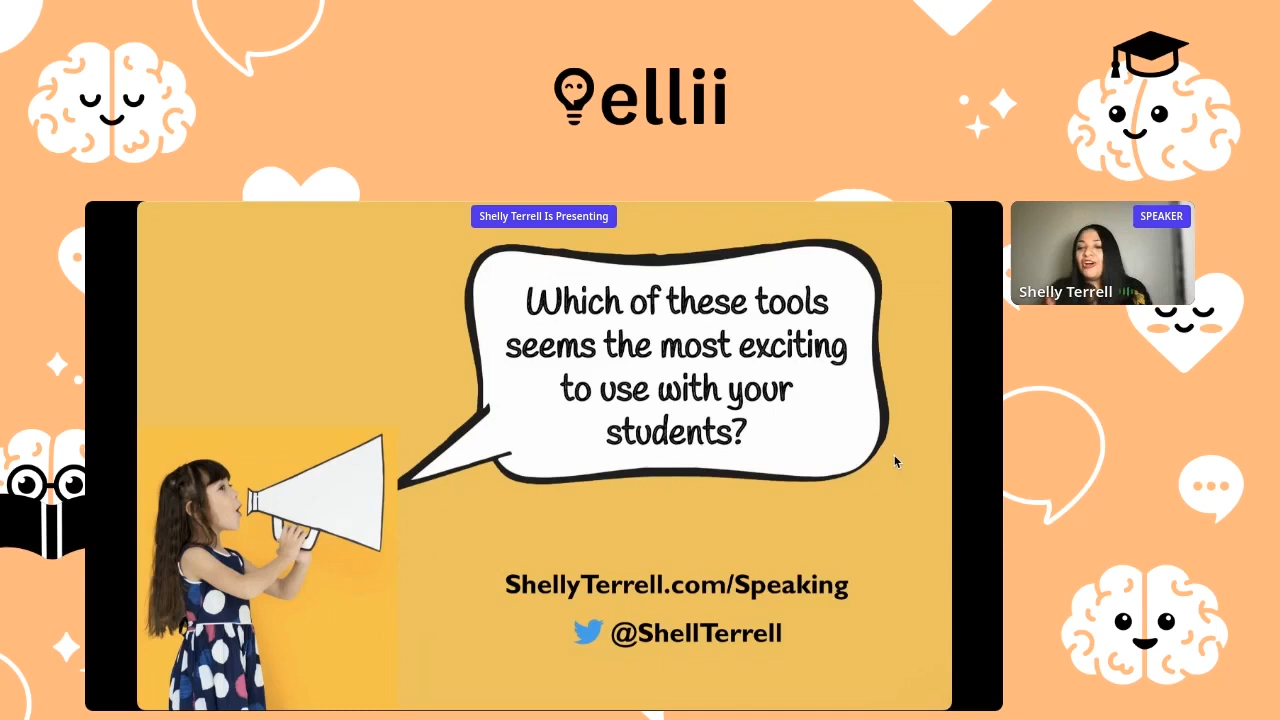 ellii
Shelly Terrell Is Presenting
SPEAKER
Shelly Terrell
Which of these tools
seems the most exciting
to use with your
students?
ShellyTerrell.com/Speaking
@ShellTerrell